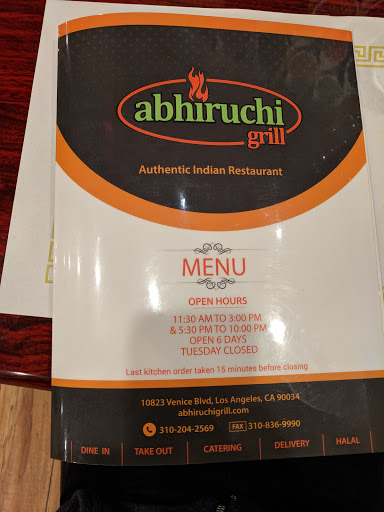 abhiruchi
grill
Authentic Indian Restaurant
MENU
OPEN HOURS
11:30 AM TO 3:00 PM
& 5:30 PM TO 10:00 PM
OPEN 6 DAYS
TUESDAY CLOSED
Last kitchen order taken 15 minutes before closing
10823 Venice Blvd, Los Angeles, CA 90034
abhiruchigrill.com
310-204-2569 FAX 310-836-9990
DINE IN TAKE OUT CATERING DELIVERY HALAL